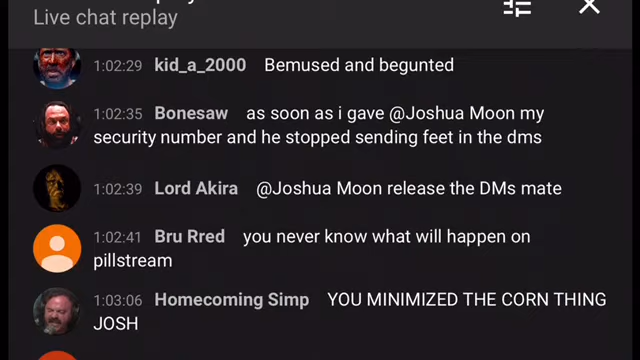 Live chat replay
1:02:29 kid_a_2000 Bemused and begunted
1:02:35 Bonesaw as soon as i gave @Joshua Moon my
security number and he stopped sending feet in the dms
1:02:39 Lord Akira @Joshua Moon release the DMs mate
1:02:41 Bru Rred you never know what will happen on
pillstream
1:03:06 Homecoming Simp YOU MINIMIZED THE CORN THING
JOSH